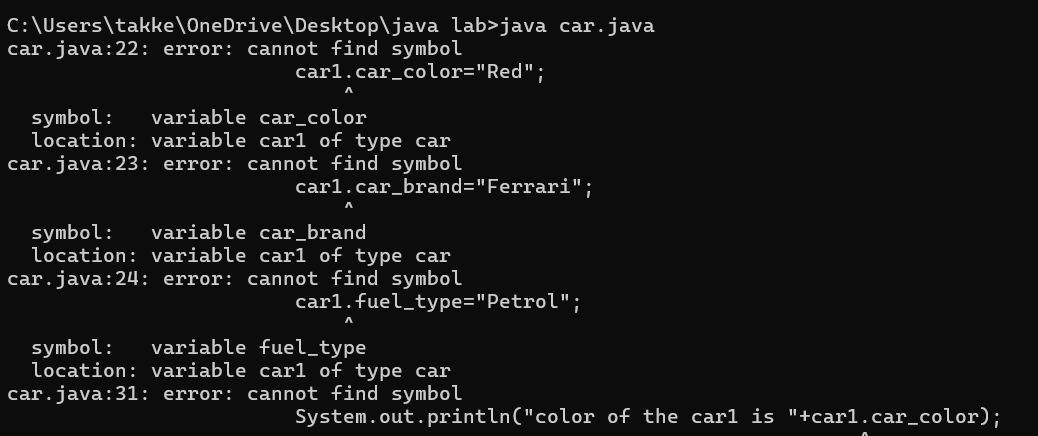 C:\Users\takke\OneDrive\Desktop\java lab>java car.java
car.java:22: error: cannot find symbol
                        car1.car_color="Red";
                            ^
  symbol:   variable car_color
  location: variable car1 of type car
car.java:23: error: cannot find symbol
                        car1.car_brand="Ferrari";
                            ^
  symbol:   variable car_brand
  location: variable car1 of type car
car.java:24: error: cannot find symbol
                        car1.fuel_type="Petrol";
                            ^
  symbol:   variable fuel_type
  location: variable car1 of type car
car.java:31: error: cannot find symbol
                        System.out.println("color of the car1 is "+car1.car_color);
                                                                       ^